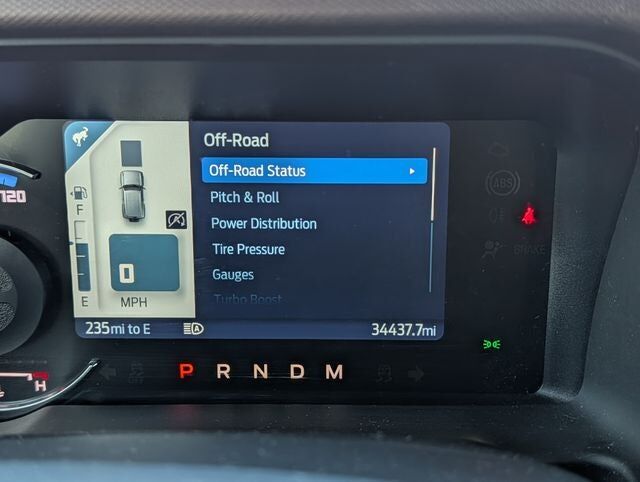 Off-Road
Off-Road Status
Pitch & Roll
Power Distribution
Tire Pressure
Gauges
Turbo Boost
F
0
E
MPH
235mi to E
A
34437.7mi
P R N D M
120
H
ABS
BRAKE